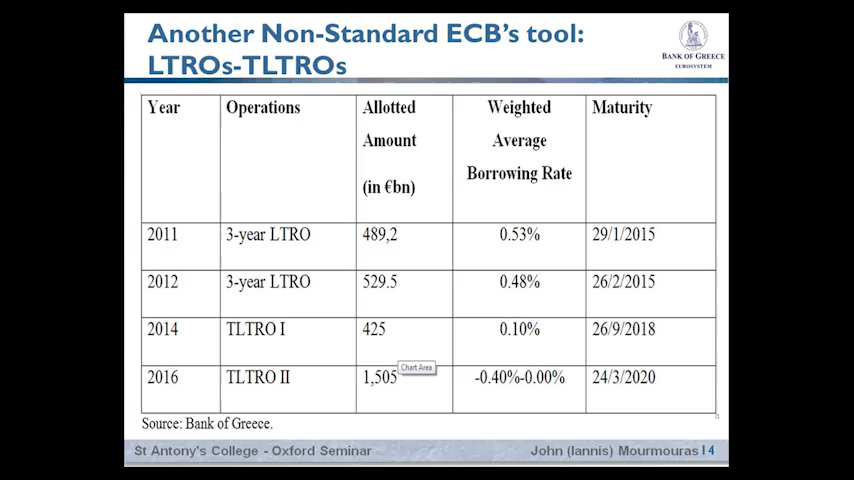 Another Non-Standard ECB's tool:
LTROs-TLTROs
BANK OF GREECE
EUROSYSTEM
Year Operations Allotted Amount (in €bn) Weighted Average Borrowing Rate Maturity
2011 3-year LTRO 489,2 0.53% 29/1/2015
2012 3-year LTRO 529.5 0.48% 26/2/2015
2014 TLTRO I 425 0.10% 26/9/2018
Chart Area
2016 TLTRO II 1,505 -0.40%-0.00% 24/3/2020
Source: Bank of Greece.
St Antony's College - Oxford Seminar John (Iannis) Mourmouras 14